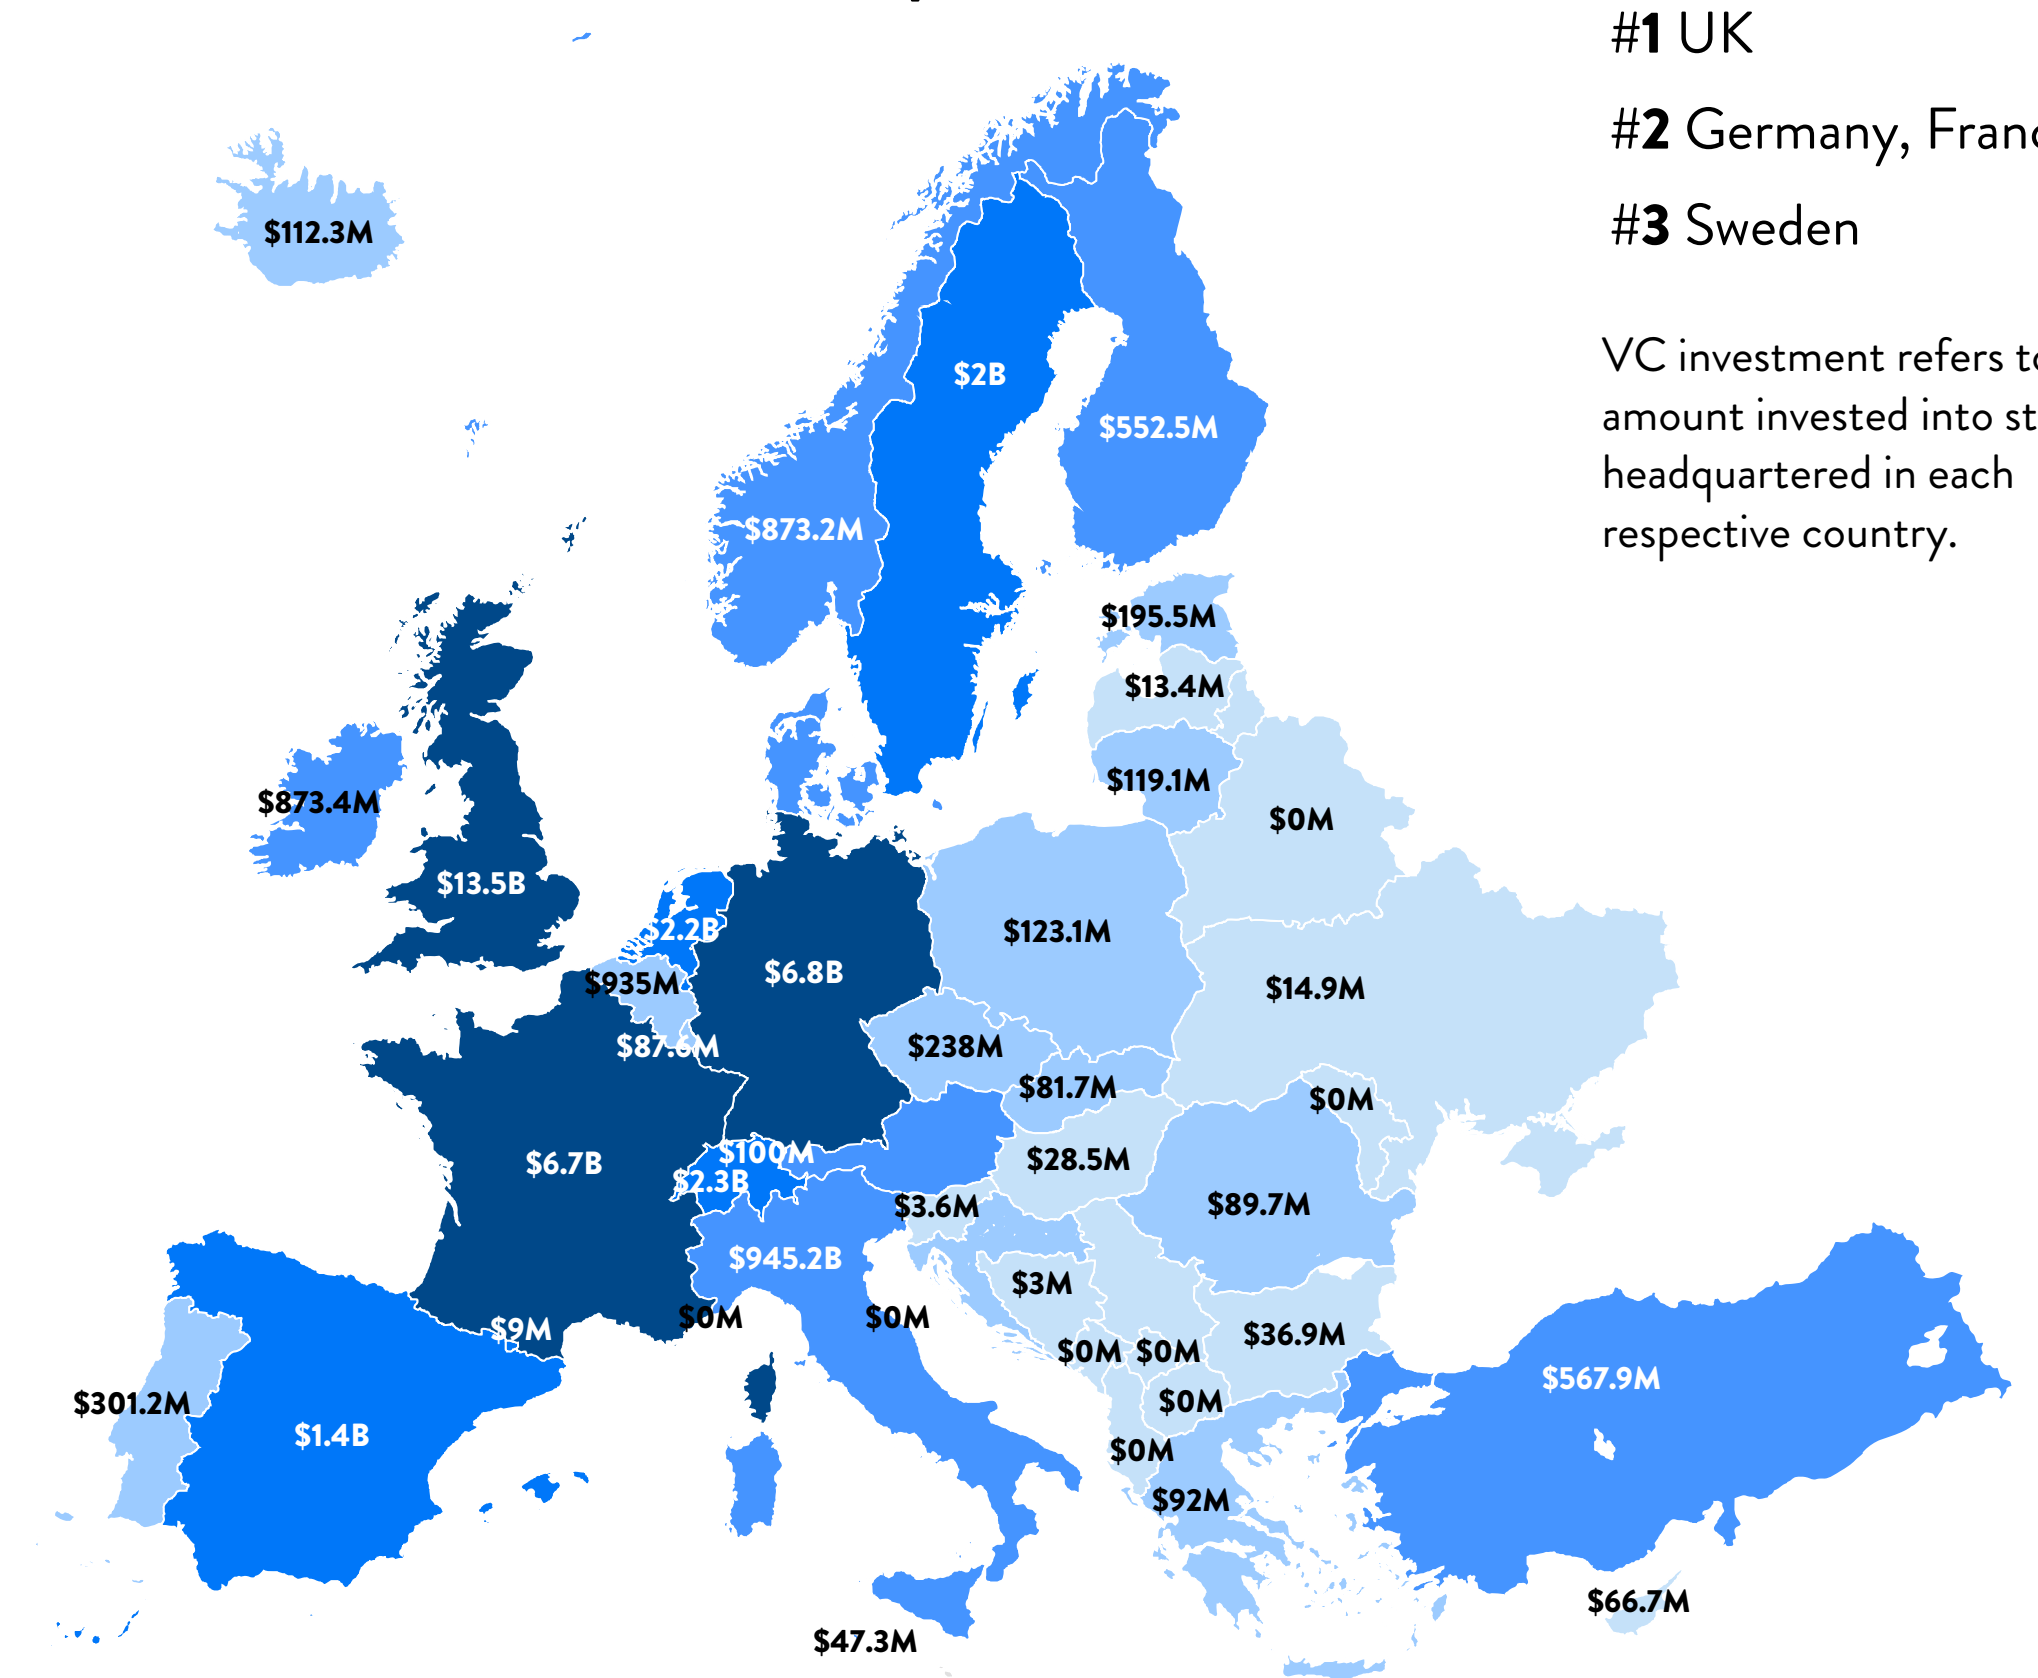 #1 UK
#2 Germany, Franc
#3 Sweden
VC investment refers to
amount invested into st
headquartered in each
respective country.
$112.3M
$2B
$552.5M
$873.2M
$195.5M
$13.4M
$119.1M
$873.4M
$0M
$13.5B
$2.2B
$123.1M
$6.8B
$935M
$14.9M
$87.6M
$238M
$81.7M
$0M
$100M
$6.7B
$28.5M
$2.3B
$3.6M
$89.7M
$945.2B
$3M
$0M
$0M
$9M
$36.9M
$0M
$0M
$567.9M
$301.2M
$0M
$1.4B
$0M
$92M
$66.7M
$47.3M